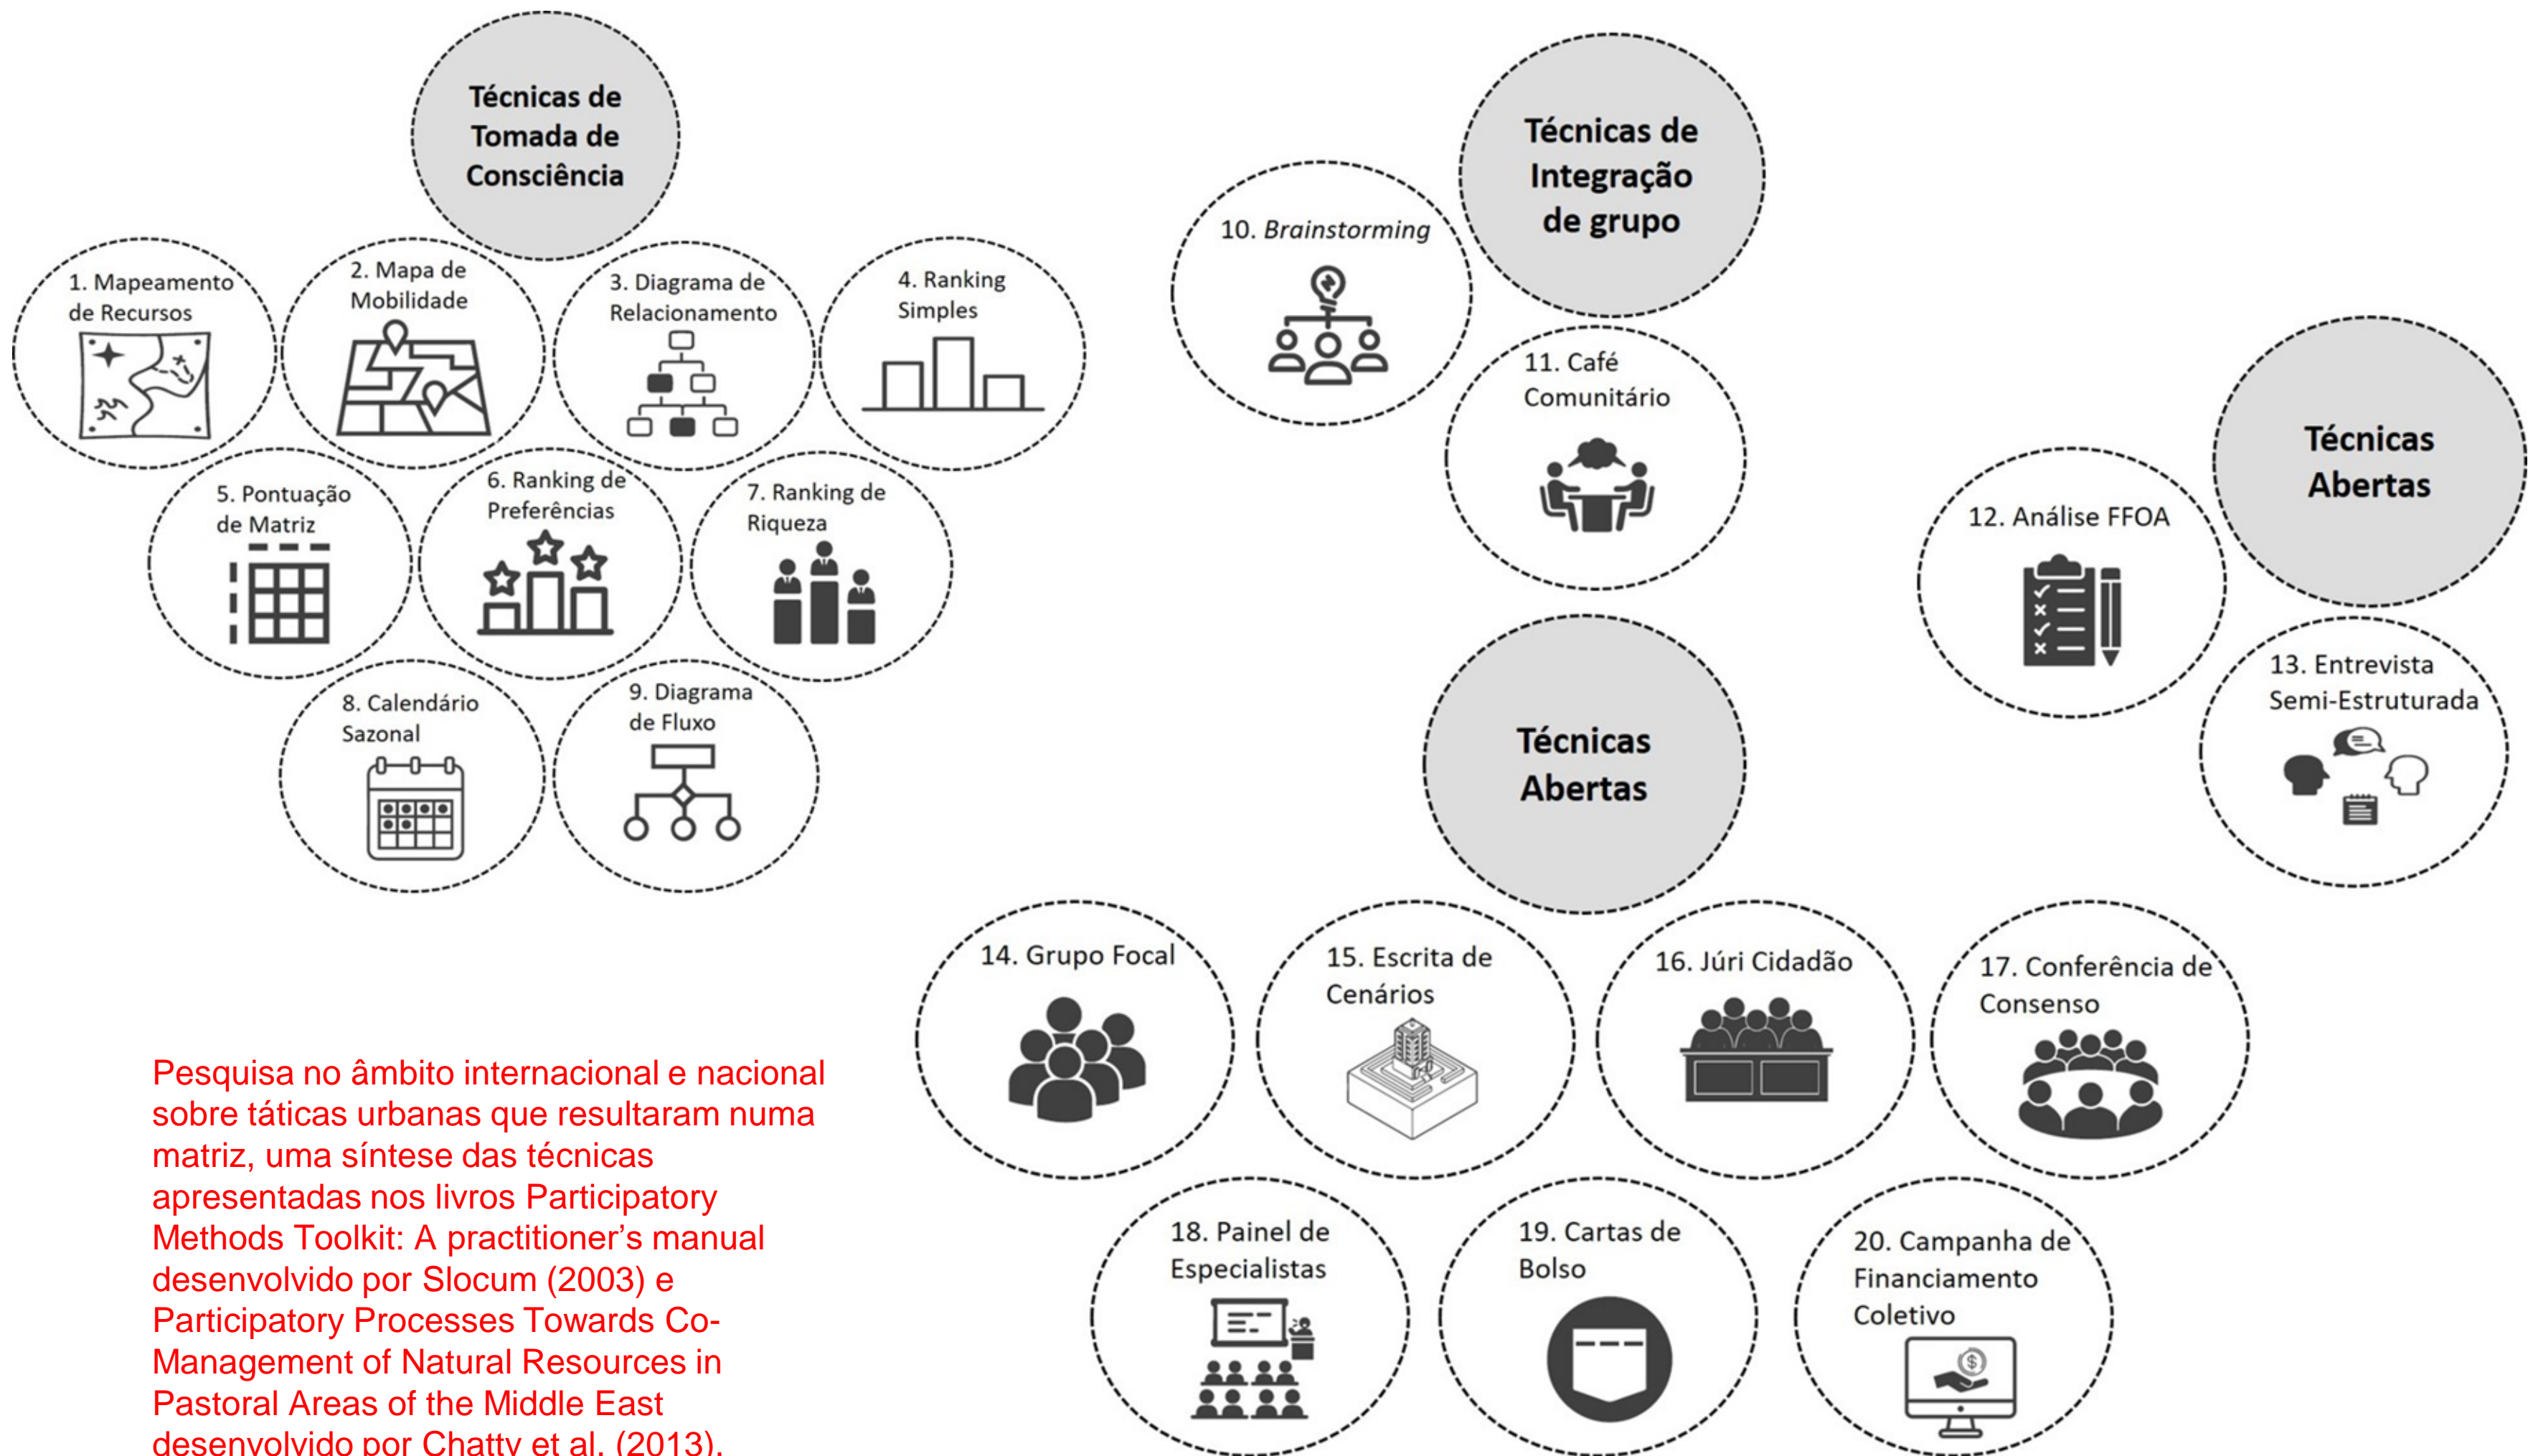 Técnicas de
Tomada de
Consciência
1. Mapeamento
de Recursos
2. Mapa de
Mobilidade
3. Diagrama de
Relacionamento
4. Ranking
Simples
5. Pontuação
de Matriz
6. Ranking de
Preferências
7. Ranking de
Riqueza
8. Calendário
Sazonal
9. Diagrama
de Fluxo
Técnicas de
Integração
de grupo
10. Brainstorming
11. Café
Comunitário
Técnicas
Abertas
12. Análise FFOA
13. Entrevista
Semi-Estruturada
Técnicas
Abertas
14. Grupo Focal
15. Escrita de
Cenários
16. Júri Cidadão
17. Conferência de
Consenso
18. Painel de
Especialistas
19. Cartas de
Bolso
20. Campanha de
Financiamento
Coletivo
$
Pesquisa no âmbito internacional e nacional
sobre táticas urbanas que resultaram numa
matriz, uma síntese das técnicas
apresentadas nos livros Participatory
Methods Toolkit: A practitioner’s manual
desenvolvido por Slocum (2003) e
Participatory Processes Towards Co-
Management of Natural Resources in
Pastoral Areas of the Middle East
desenvolvido por Chatty et al. (2013).